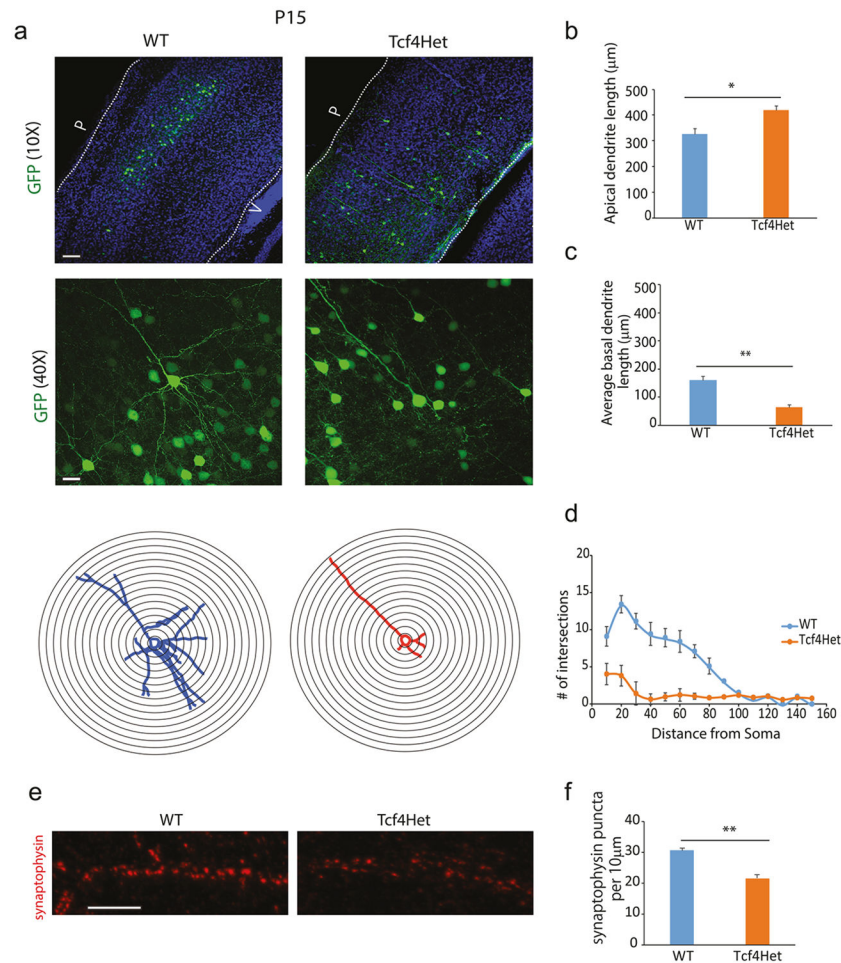 P15
a
WT
Tcf4Het
GFP (10X)
P
V
P
GFP (40X)
b
Apical dendrite length (μm)
500
400
300
200
100
0
*
WT
Tcf4Het
c
Average basal dendrite
length (μm)
500
400
300
200
100
0
**
WT
Tcf4Het
d
# of intersections
20
15
10
5
0
0 20 40 60 80 100 120 140 160
Distance from Soma
WT
Tcf4Het
e
WT
Tcf4Het
synaptophysin
f
synaptophysin puncta
per 10μm
40
30
20
10
0
**
WT
Tcf4Het